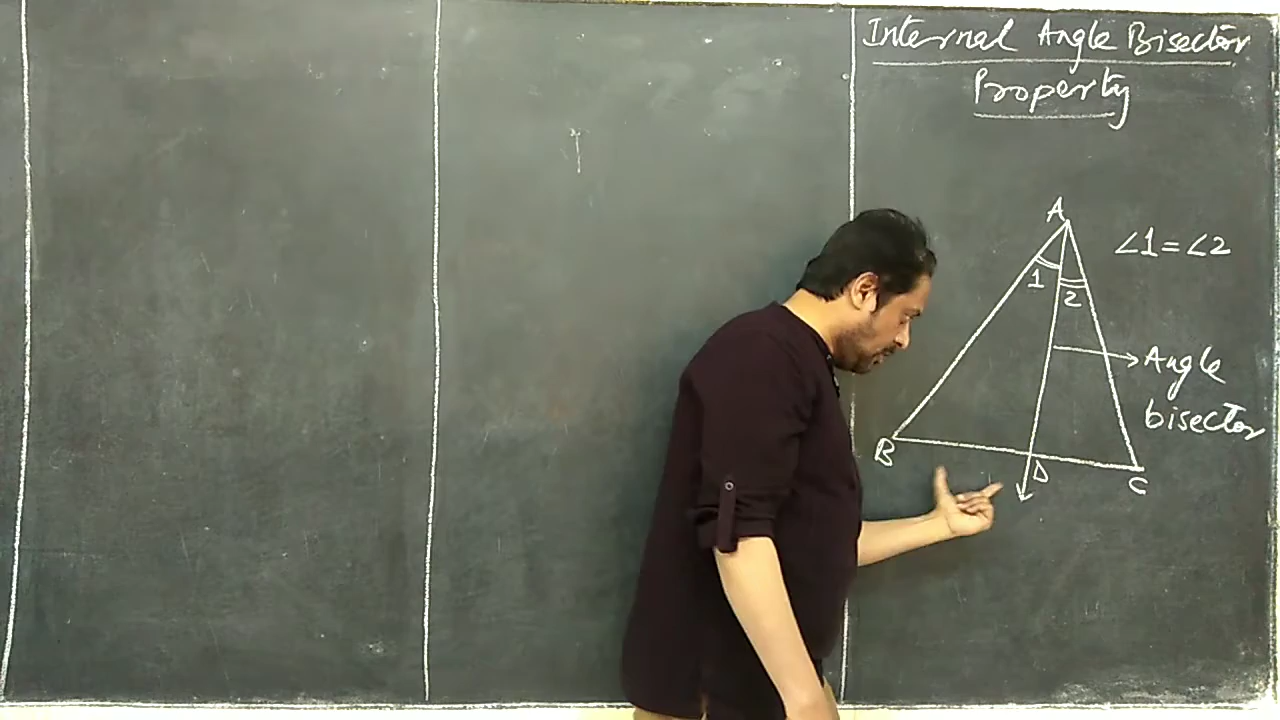 Internal Angle Bisector
Property
A
∠1=∠2
1
2
Angle
bisector
B
D
C